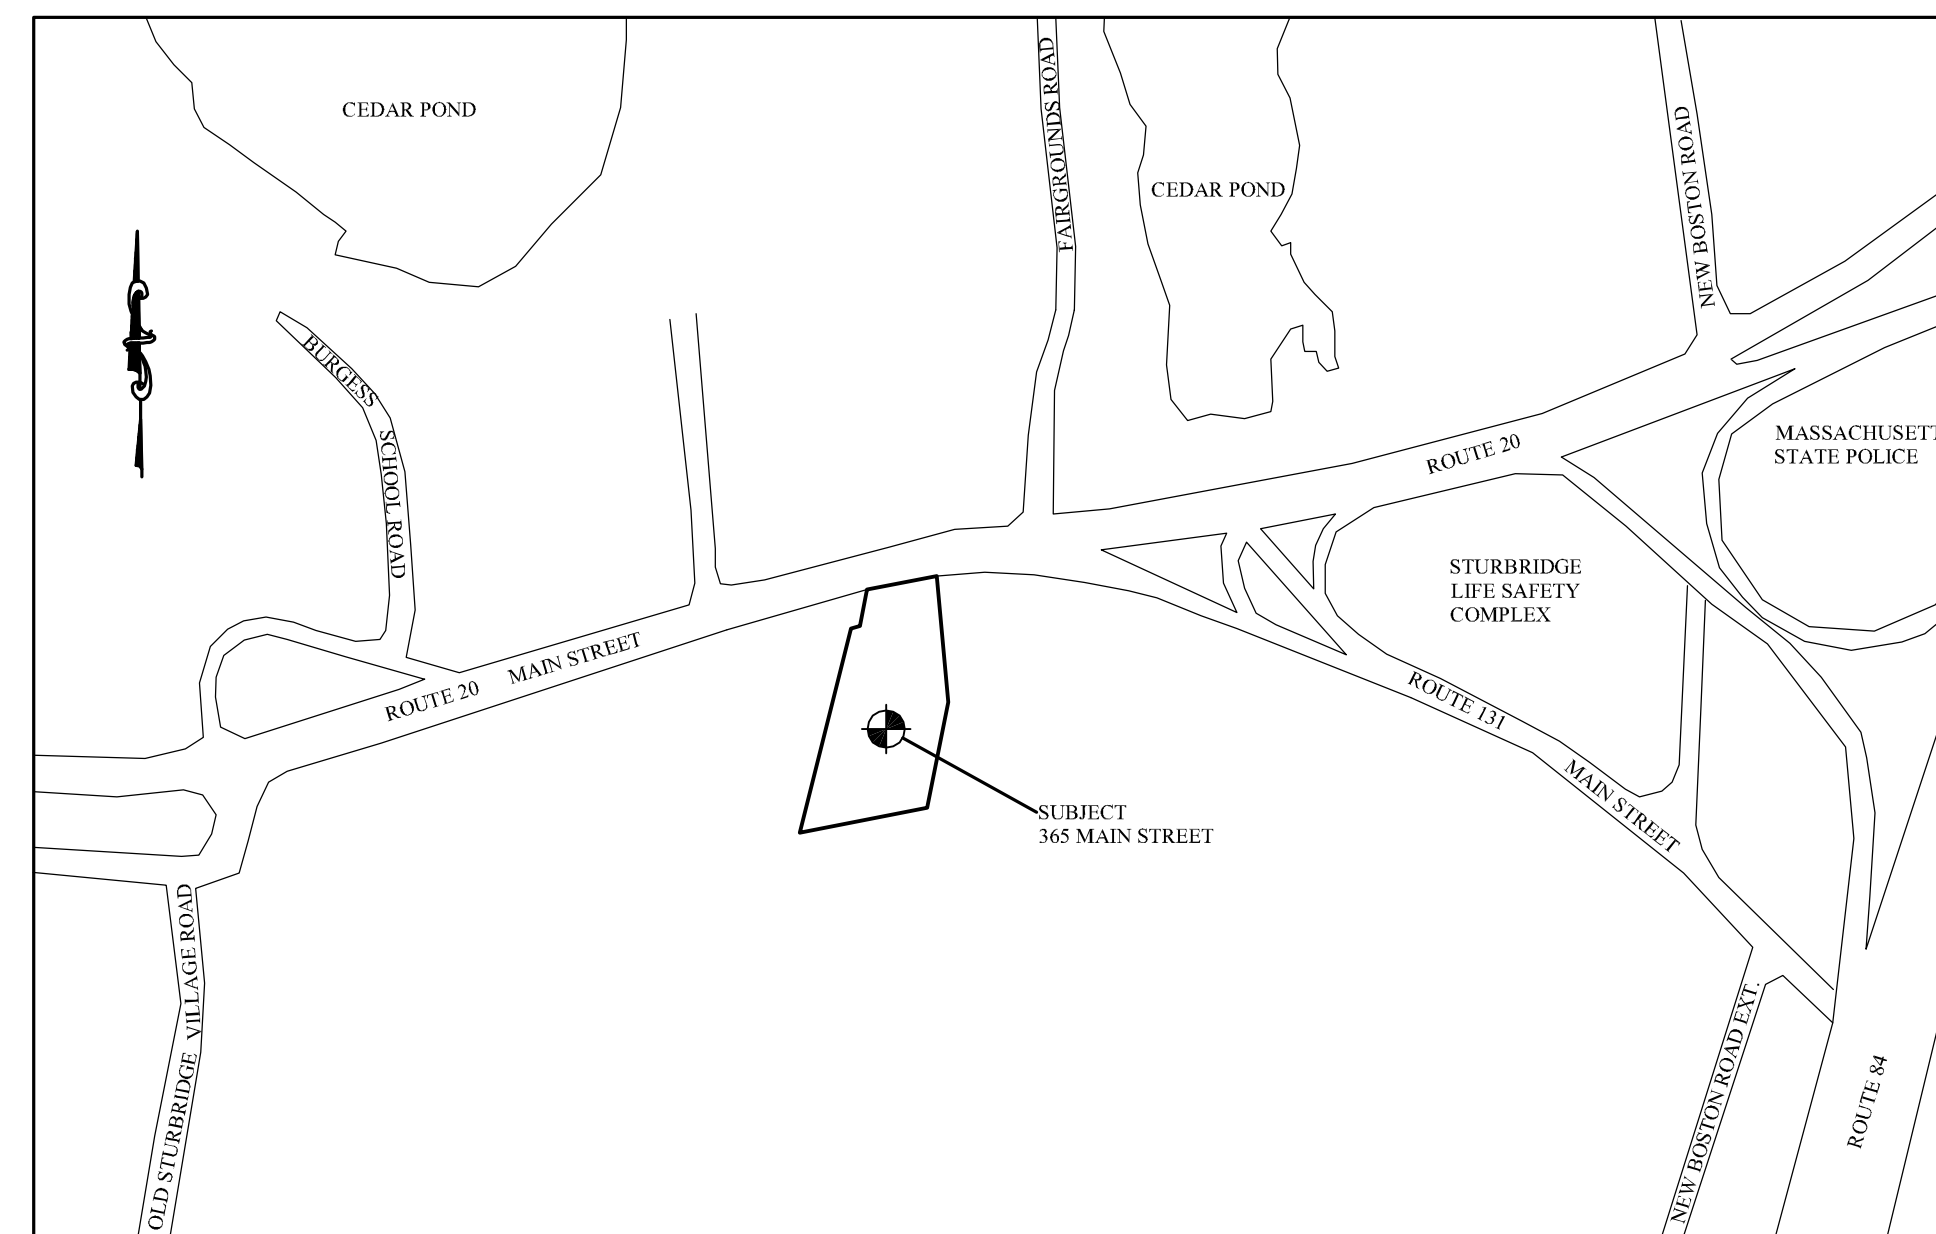 CEDAR POND
FAIRGROUNDS ROAD
CEDAR POND
NEW BOSTON ROAD
BURGESS
SCHOOL ROAD
ROUTE 20
MASSACHUSETT
STATE POLICE
STURBRIDGE
LIFE SAFETY
COMPLEX
ROUTE 20 MAIN STREET
ROUTE 131
MAIN STREET
SUBJECT
365 MAIN STREET
OLD STURBRIDGE VILLAGE ROAD
NEW BOSTON ROAD EXT.
ROUTE 84